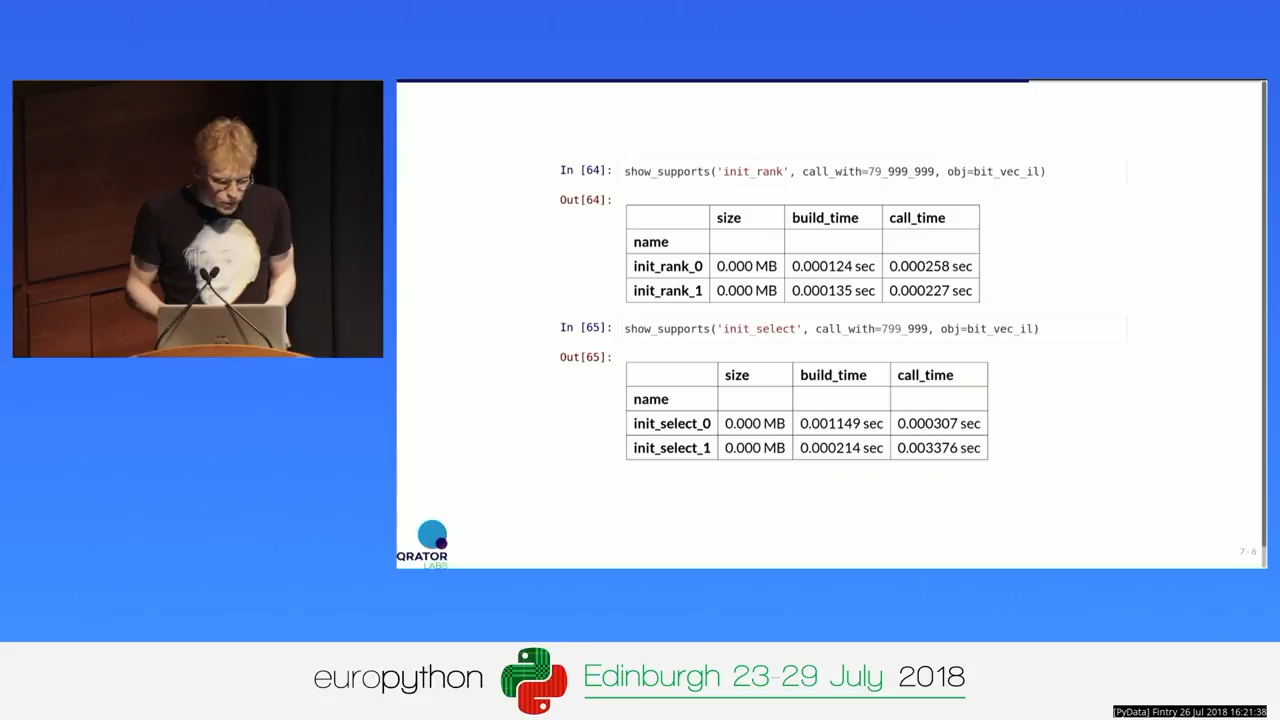 In [64]: show_supports('init_rank', call_with=79_999_999, obj=bit_vec_il)
Out[64]:
size build_time call_time
name
init_rank_0 0.000 MB 0.000124 sec 0.000258 sec
init_rank_1 0.000 MB 0.000135 sec 0.000227 sec
In [65]: show_supports('init_select', call_with=799_999, obj=bit_vec_il)
Out[65]:
size build_time call_time
name
init_select_0 0.000 MB 0.001149 sec 0.000307 sec
init_select_1 0.000 MB 0.000214 sec 0.003376 sec
QRATOR
LABS
7 - 6
europython Edinburgh 23-29 July 2018
[PyData] Fintry 26 Jul 2018 16:21:38